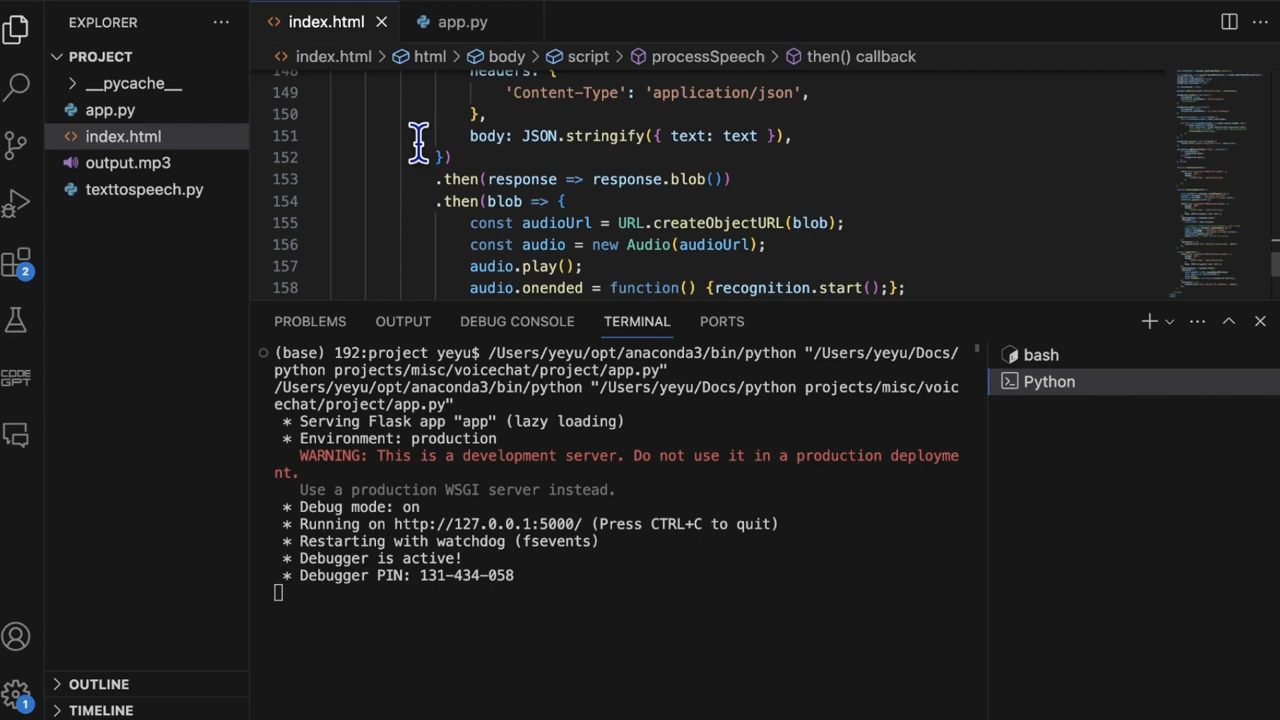 EXPLORER
PROJECT
__pycache__
app.py
index.html
output.mp3
texttospeech.py
OUTLINE
TIMELINE
2
1
CODE
GPT
index.html
app.py
index.html > html > body > script > processSpeech > then() callback
148 headers: {
149 'Content-Type': 'application/json',
150 },
151 body: JSON.stringify({ text: text }),
152 })
153 .then(response => response.blob())
154 .then(blob => {
155 const audioUrl = URL.createObjectURL(blob);
156 const audio = new Audio(audioUrl);
157 audio.play();
158 audio.onended = function() {recognition.start();};
PROBLEMS OUTPUT DEBUG CONSOLE TERMINAL PORTS
(base) 192:project yeyu$ /Users/yeyu/opt/anaconda3/bin/python "/Users/yeyu/Docs/
python projects/misc/voicechat/project/app.py"
/Users/yeyu/opt/anaconda3/bin/python "/Users/yeyu/Docs/python projects/misc/voic
echat/project/app.py"
* Serving Flask app "app" (lazy loading)
* Environment: production
WARNING: This is a development server. Do not use it in a production deployme
nt.
Use a production WSGI server instead.
* Debug mode: on
* Running on http://127.0.0.1:5000/ (Press CTRL+C to quit)
* Restarting with watchdog (fsevents)
* Debugger is active!
* Debugger PIN: 131-434-058
bash
Python